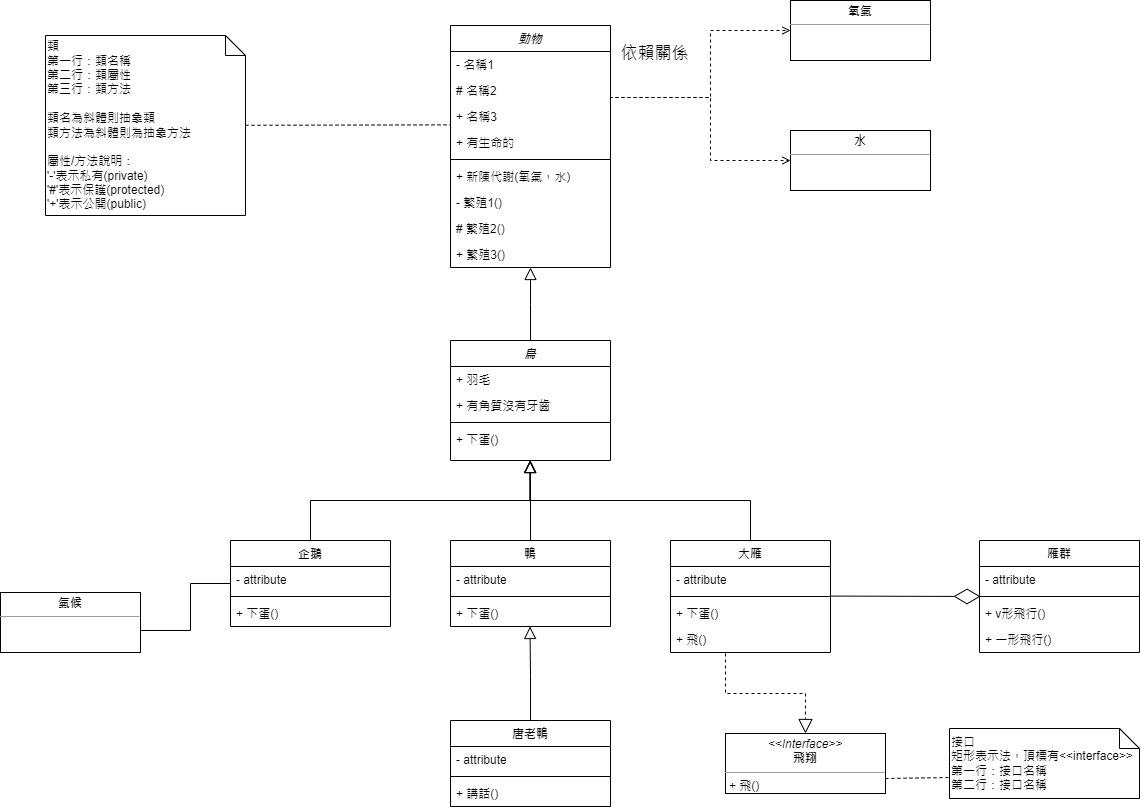 類
第一行：類名稱
第二行：類屬性
第三行：類方法
類名為斜體則抽象類
類方法為斜體則為抽象方法
屬性/方法說明：
'-'表示私有(private)
'#'表示保護(protected)
'+'表示公開(public)
動物
- 名稱1
# 名稱2
+ 名稱3
+ 有生命的
+ 新陳代謝(氧氣，水)
- 繁殖1()
# 繁殖2()
+ 繁殖3()
依賴關係
氧氣
水
鳥
+ 羽毛
+ 有角質沒有牙齒
+ 下蛋()
氣候
企鵝
- attribute
+ 下蛋()
鴨
- attribute
+ 下蛋()
大雁
- attribute
+ 下蛋()
+ 飛()
雁群
- attribute
+ v形飛行()
+ 一形飛行()
唐老鴨
- attribute
+ 講話()
<<Interface>>
飛翔
+ 飛()
接口
矩形表示法，頂標有<<interface>>
第一行：接口名稱
第二行：接口名稱